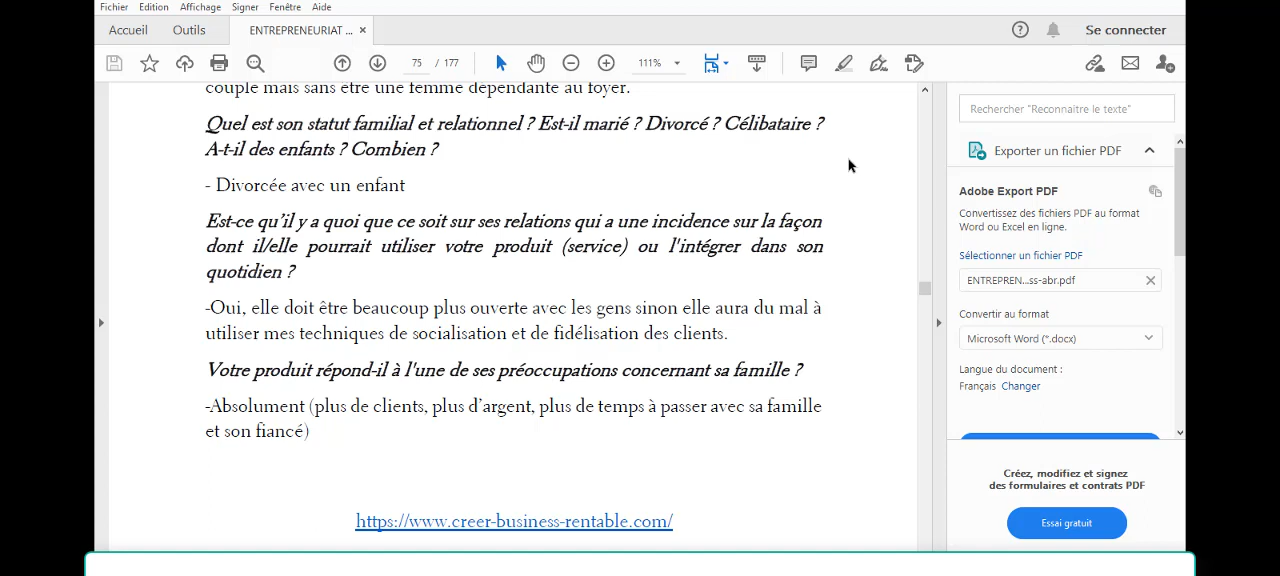 Fichier Edition Affichage Signer Fenêtre Aide
Accueil Outils ENTREPRENEURIAT ... × Se connecter
75 / 177 111%
couple mais sans être une femme dépendante au foyer.
Quel est son statut familial et relationnel ? Est-il marié ? Divorcé ? Célibataire ?
A-t-il des enfants ? Combien ?
- Divorcée avec un enfant
Est-ce qu'il y a quoi que ce soit sur ses relations qui a une incidence sur la façon
dont il/elle pourrait utiliser votre produit (service) ou l'intégrer dans son
quotidien ?
-Oui, elle doit être beaucoup plus ouverte avec les gens sinon elle aura du mal à
utiliser mes techniques de socialisation et de fidélisation des clients.
Votre produit répond-il à l'une de ses préoccupations concernant sa famille ?
-Absolument (plus de clients, plus d'argent, plus de temps à passer avec sa famille
et son fiancé)
https://www.creer-business-rentable.com/
Rechercher "Reconnaitre le texte"
Exporter un fichier PDF
Adobe Export PDF
Convertissez des fichiers PDF au format
Word ou Excel en ligne.
Sélectionner un fichier PDF
ENTREPREN...ss-abr.pdf
Convertir au format
Microsoft Word (*.docx)
Langue du document :
Français Changer
Créez, modifiez et signez
des formulaires et contrats PDF
Essai gratuit